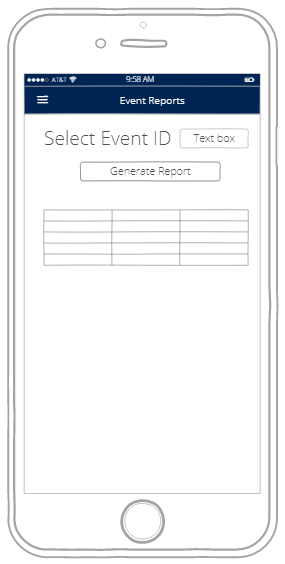 AT&T 9:58 AM
Event Reports
Select Event ID Text box
Generate Report